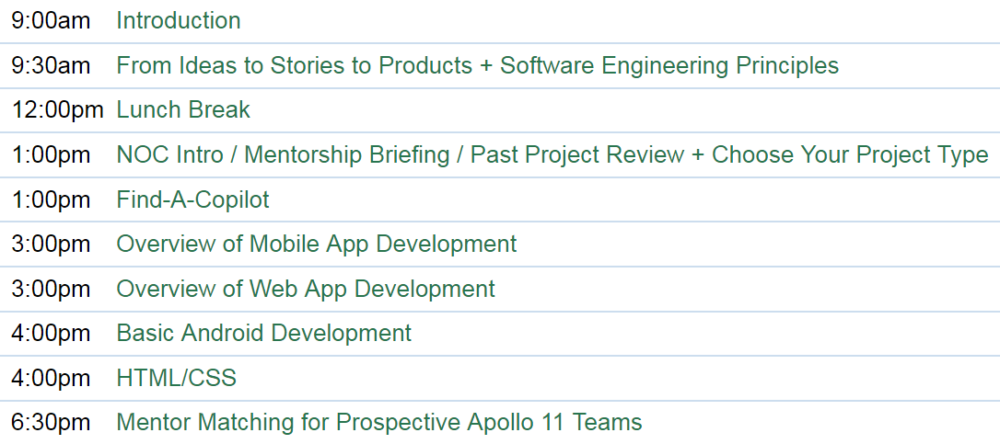 9:00am Introduction
9:30am From Ideas to Stories to Products + Software Engineering Principles
12:00pm Lunch Break
1:00pm NOC Intro / Mentorship Briefing / Past Project Review + Choose Your Project Type
1:00pm Find-A-Copilot
3:00pm Overview of Mobile App Development
3:00pm Overview of Web App Development
4:00pm Basic Android Development
4:00pm HTML/CSS
6:30pm Mentor Matching for Prospective Apollo 11 Teams